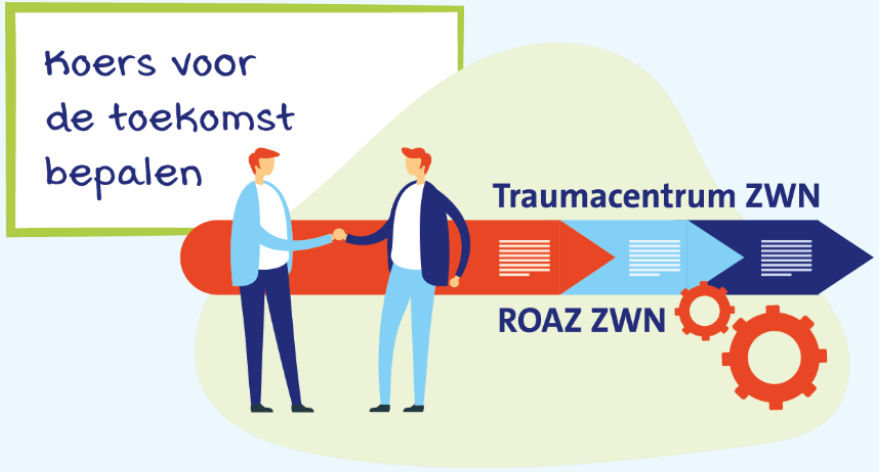 Koers voor
de toekomst
bepalen
Traumacentrum ZWN
ROAZ ZWN